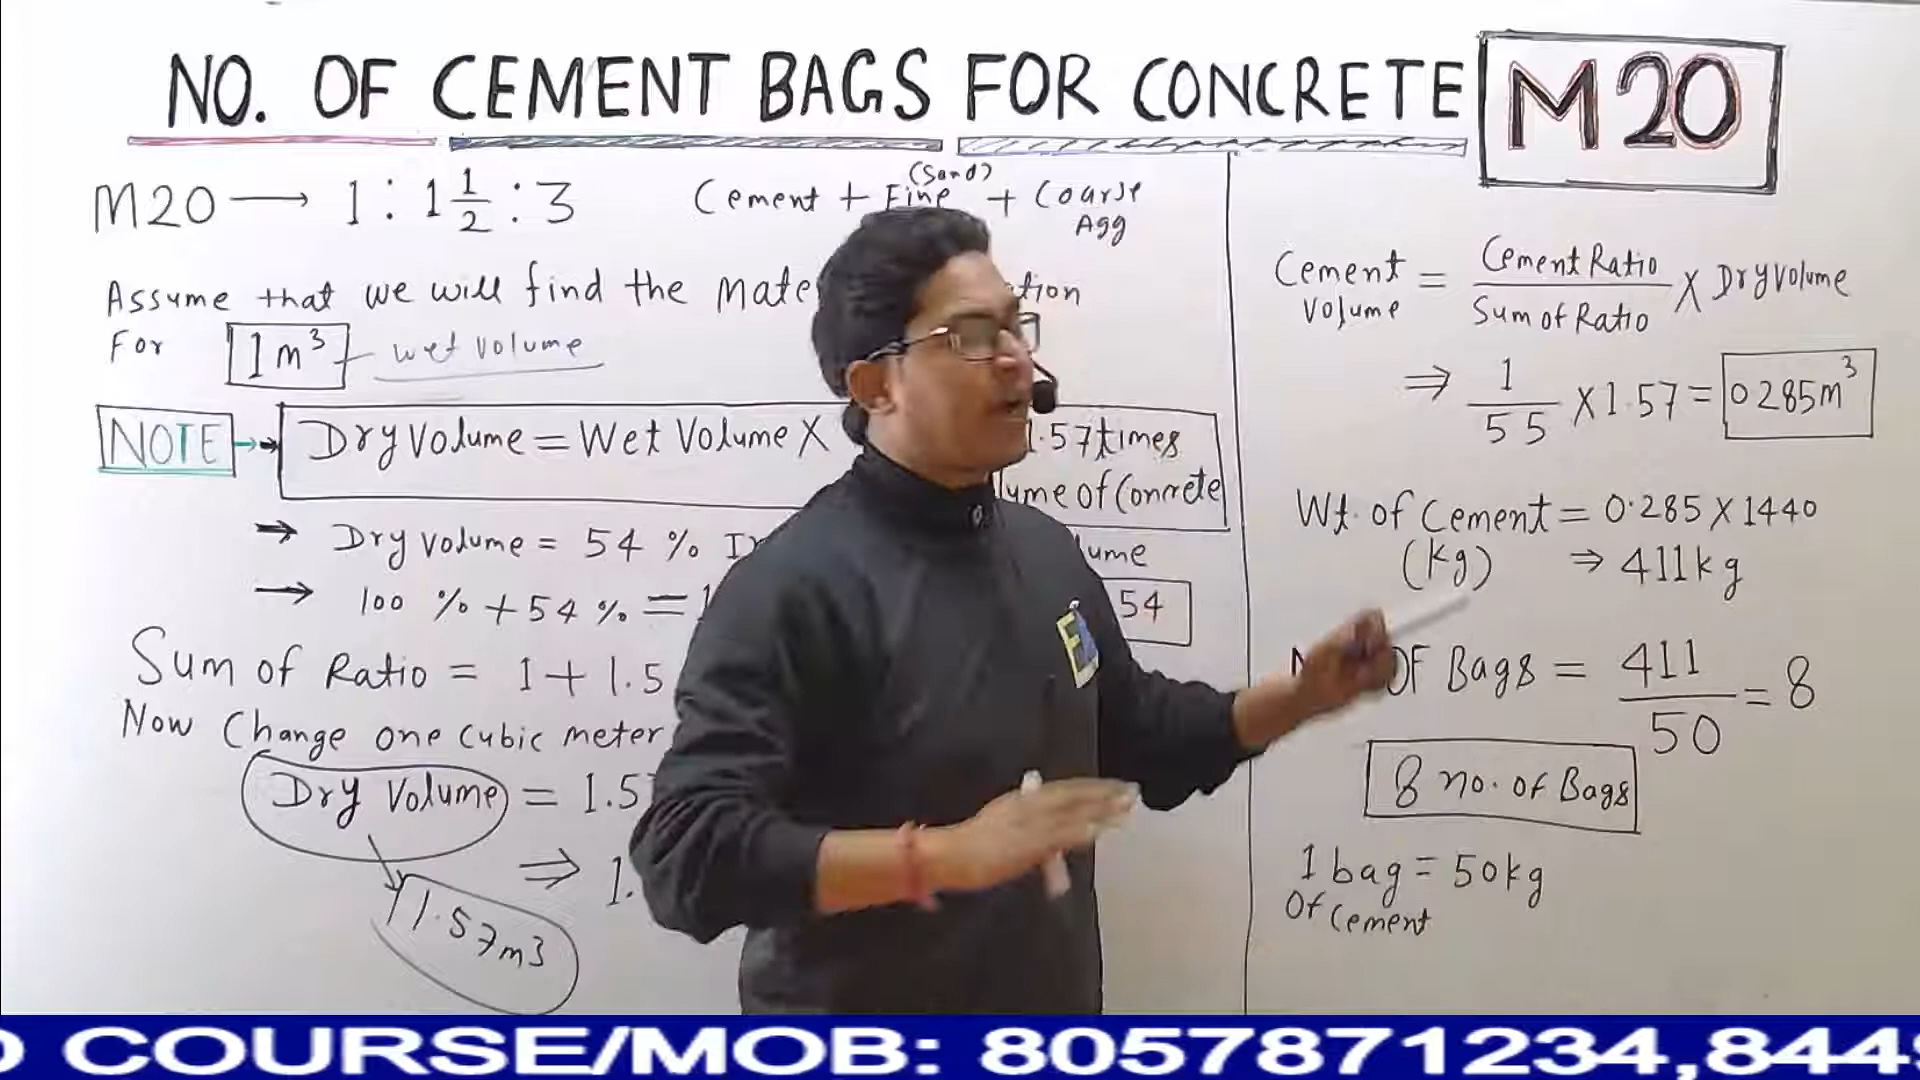 NO. OF CEMENT BAGS FOR CONCRETE M20
M20 → 1 : 1 1/2 : 3
Cement + Fine (Sand) + Coarse Agg
Assume that we will find the Mate tion
For 1m³ - wet volume
NOTE → Dry Volume = Wet Volume X 1.57 times
ume of Concrete
⇒ Dry volume = 54 % I ume
→ 100 % + 54 % = 1 54
Sum of Ratio = 1 + 1.5
Now Change one cubic meter
Dry Volume = 1.5
⇒ 1.
1.57m3
Cement Volume = Cement Ratio / Sum of Ratio X Dry Volume
⇒ 1 / 5 5 X 1.57 = 0 285m³
Wt. of Cement = 0.285 X 1440
(kg) ⇒ 411kg
N OF Bags = 411 / 50 = 8
8 no. of Bags
1 bag = 50kg
Of Cement
COURSE/MOB: 8057871234,844